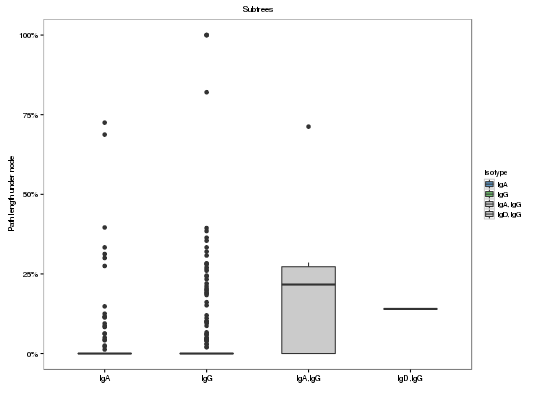 Subtrees
Path length under node
100%
75%
50%
25%
0%
IgA
IgG
IgA.IgG
IgD.IgG
Isotype
IgA
IgG
IgA.IgG
IgD.IgG